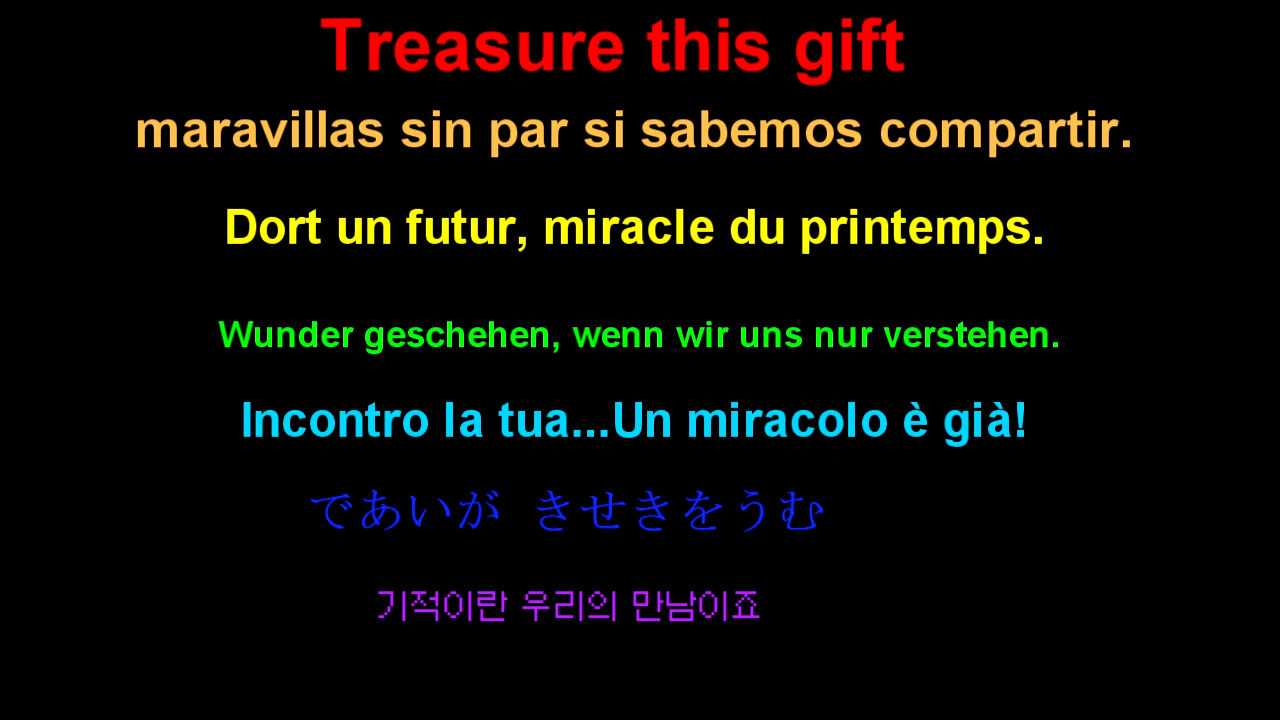 Treasure this gift
maravillas sin par si sabemos compartir.
Dort un futur, miracle du printemps.
Wunder geschehen, wenn wir uns nur verstehen.
Incontro la tua...Un miracolo è già!
であいが きせきをうむ
기적이란 우리의 만남이죠